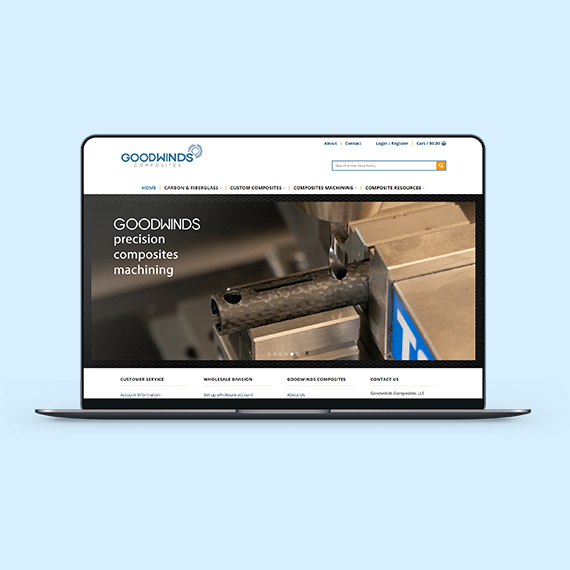 About | Contact Login / Register | Cart / $0.00
GOODWINDS
COMPOSITES
Search entire store here...
HOME | CARBON & FIBERGLASS | CUSTOM COMPOSITES | COMPOSITES MACHINING | COMPOSITE RESOURCES
GOODWINDS
precision
composites
machining
CUSTOMER SERVICE WHOLESALE DIVISION GOODWINDS COMPOSITES CONTACT US
Account Information Set up wholesale account About Us Goodwinds Composites LLC